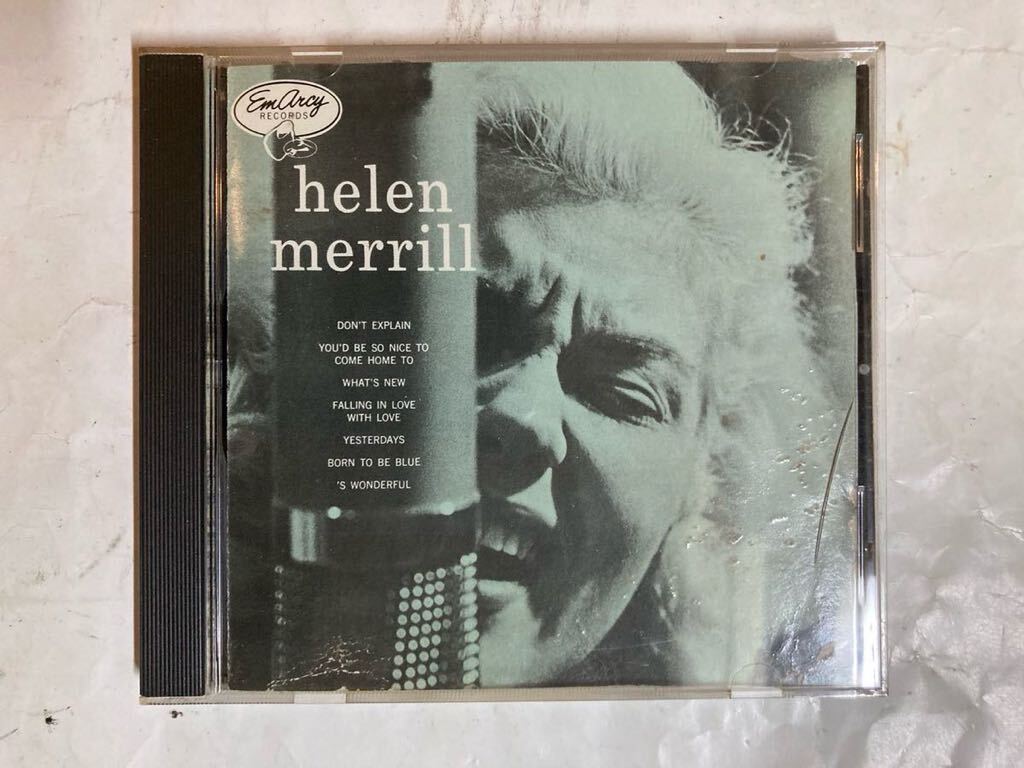 EmArcy
RECORDS
helen
merrill
DON'T EXPLAIN
YOU'D BE SO NICE TO
COME HOME TO
WHAT'S NEW
FALLING IN LOVE
WITH LOVE
YESTERDAYS
BORN TO BE BLUE
'S WONDERFUL